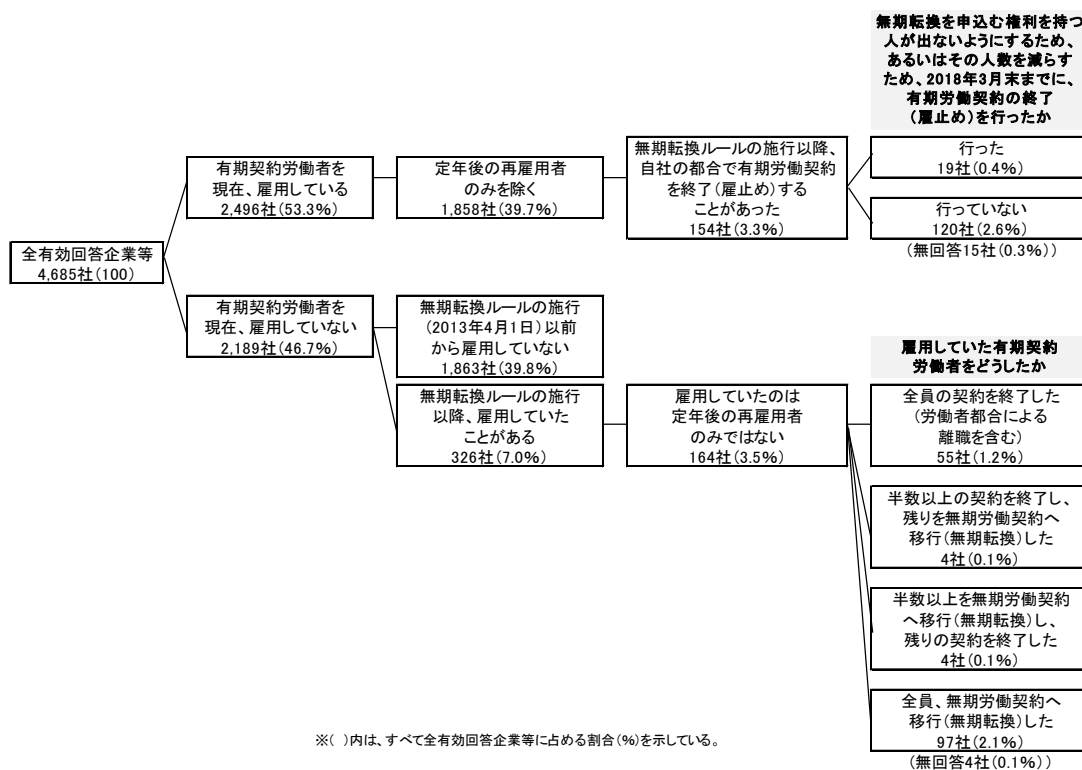 無期転換を申込む権利を持つ
人が出ないようにするため、
あるいはその人数を減らす
ため、2018年3月末までに、
有期労働契約の終了
(雇止め)を行ったか
有期契約労働者を
現在、雇用している
2,496社(53.3%)
定年後の再雇用者
のみを除く
1,858社(39.7%)
無期転換ルールの施行以降、
自社の都合で有期労働契約
を終了(雇止め)する
ことがあった
154社(3.3%)
行った
19社(0.4%)
行っていない
120社(2.6%)
(無回答15社(0.3%))
全有効回答企業等
4,685社(100)
有期契約労働者を
現在、雇用していない
2,189社(46.7%)
無期転換ルールの施行
(2013年4月1日)以前
から雇用していない
1,863社(39.8%)
無期転換ルールの施行
以降、雇用していた
ことがある
326社(7.0%)
雇用していたのは
定年後の再雇用者
のみではない
164社(3.5%)
雇用していた有期契約
労働者をどうしたか
全員の契約を終了した
(労働者都合による
離職を含む)
55社(1.2%)
半数以上の契約を終了し、
残りを無期労働契約へ
移行(無期転換)した
4社(0.1%)
半数以上を無期労働契約
へ移行(無期転換)し、
残りの契約を終了した
4社(0.1%)
全員、無期労働契約へ
移行(無期転換)した
97社(2.1%)
(無回答4社(0.1%))
※( )内は、すべて全有効回答企業等に占める割合(%)を示している。